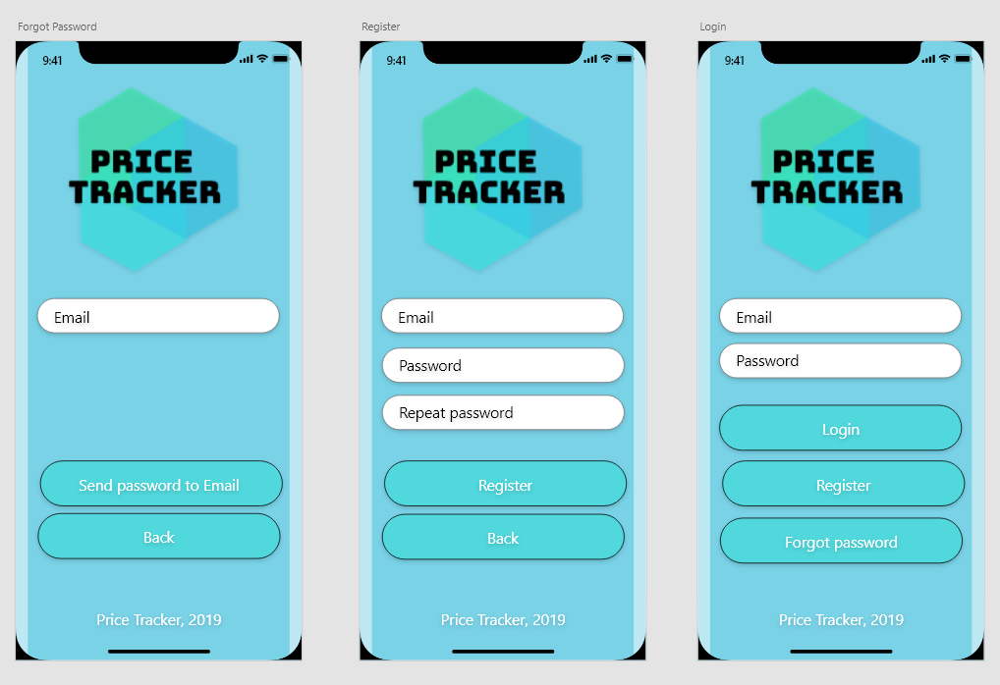 Forgot Password
9:41
PRICE
TRACKER
Email
Send password to Email
Back
Price Tracker, 2019
Register
9:41
PRICE
TRACKER
Email
Password
Repeat password
Register
Back
Price Tracker, 2019
Login
9:41
PRICE
TRACKER
Email
Password
Login
Register
Forgot password
Price Tracker, 2019